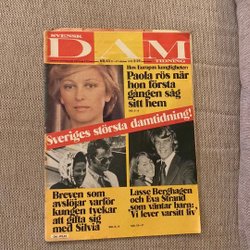 SVENSK
DAM
TIDNING
Hos Europas kungligheter:
Paola rös när
hon första
gången såg
sitt hem
Sveriges största damtidning!
Breven som
avslöjar varför
kungen tycker
att gifta sig
med Silvia
Lasse Berghagen
och Eva Strand
som väntar barn:
Vi lever varsitt liv